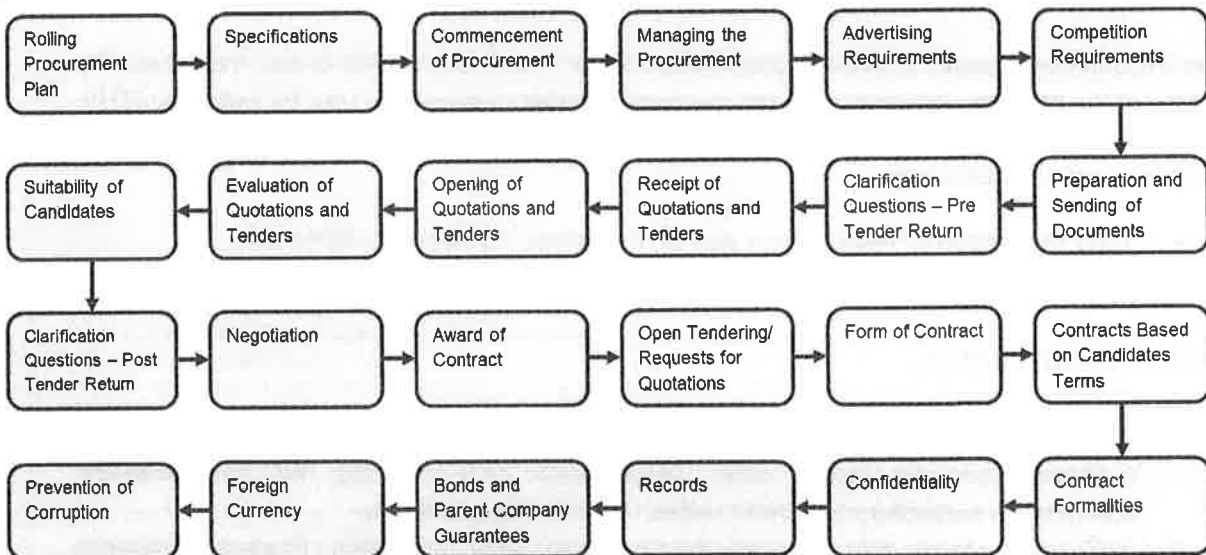 Rolling
Procurement
Plan
Specifications
Commencement
of Procurement
Managing the
Procurement
Advertising
Requirements
Competition
Requirements
Suitability of
Candidates
Evaluation of
Quotations and
Tenders
Opening of
Quotations and
Tenders
Receipt of
Quotations and
Tenders
Clarification
Questions – Pre
Tender Return
Preparation and
Sending of
Documents
Clarification
Questions – Post
Tender Return
Negotiation
Award of
Contract
Open Tendering/
Requests for
Quotations
Form of Contract
Contracts Based
on Candidates
Terms
Prevention of
Corruption
Foreign
Currency
Bonds and
Parent Company
Guarantees
Records
Confidentiality
Contract
Formalities